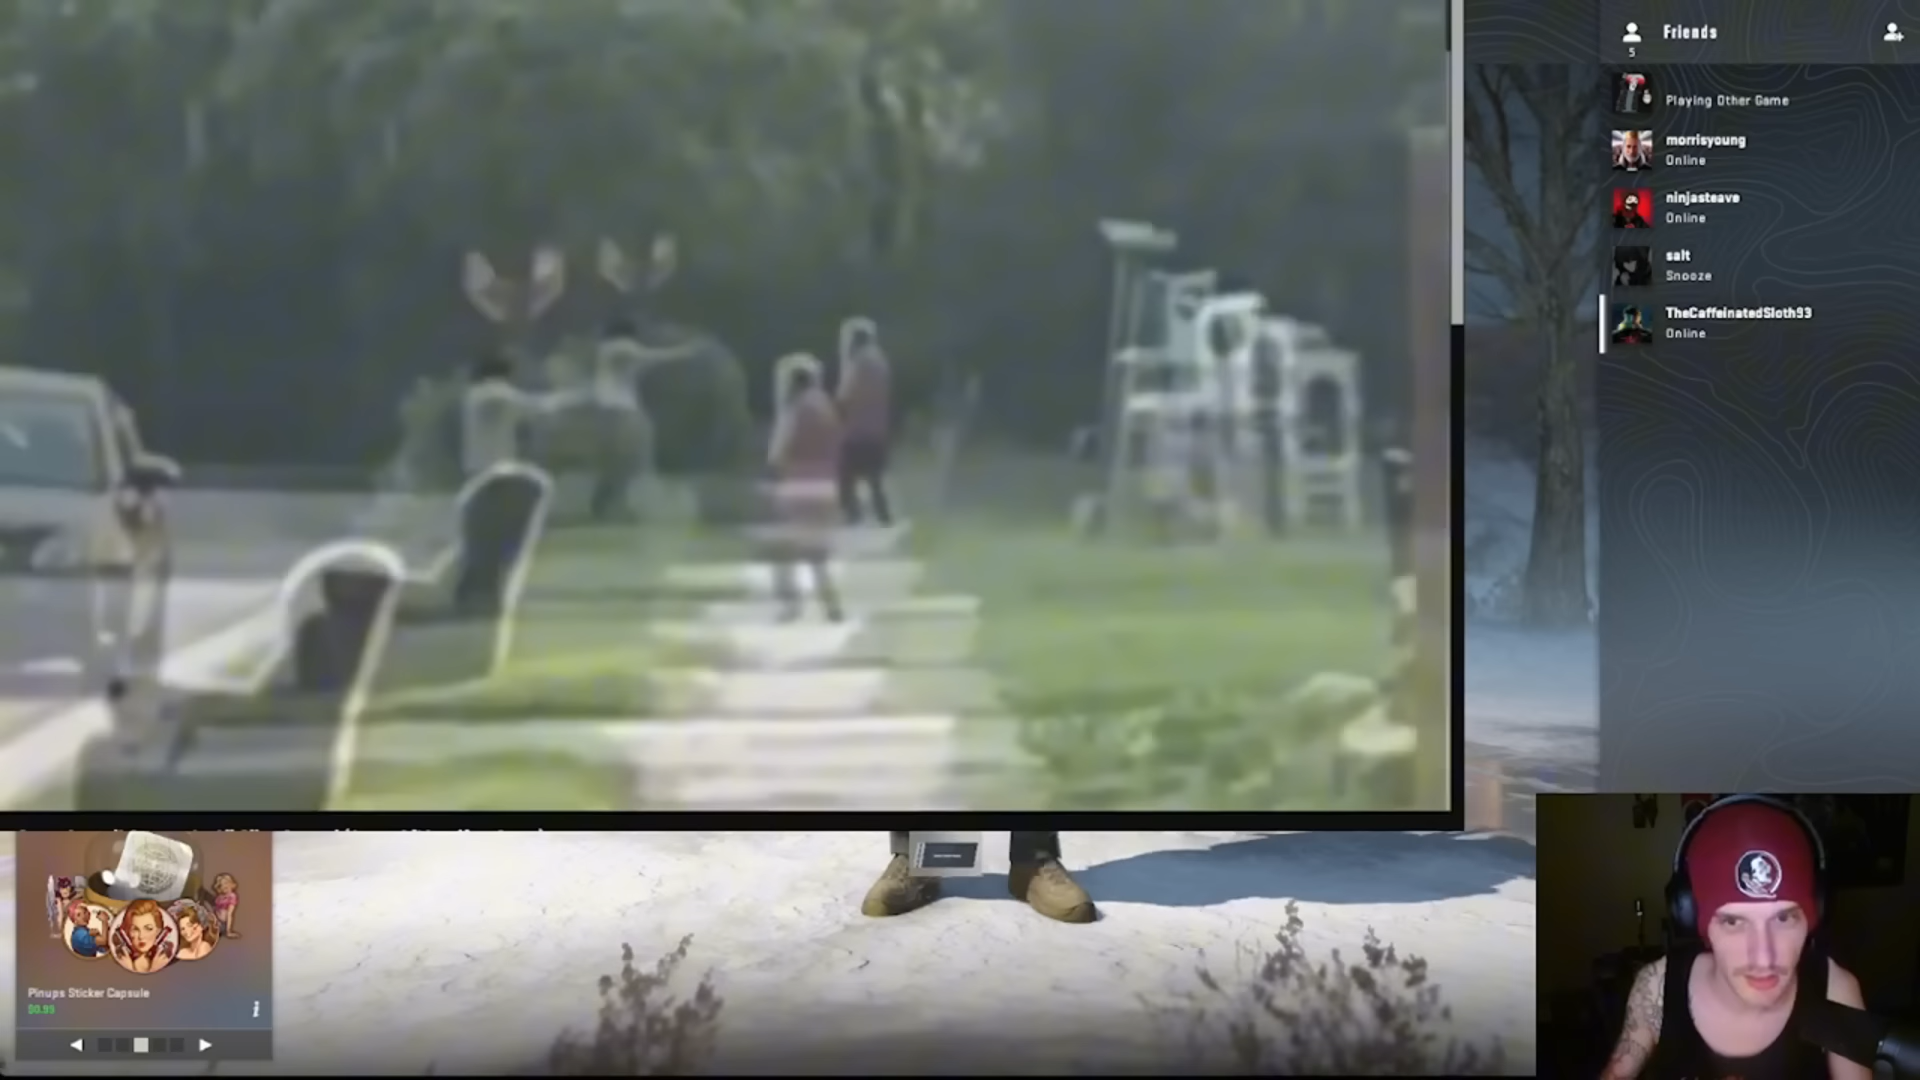 Friends
5
Playing Other Game
morrisyoung
Online
ninjasteave
Online
salt
Snooze
TheCaffeinatedSloth93
Online
Pinups Sticker Capsule
$0.99
i